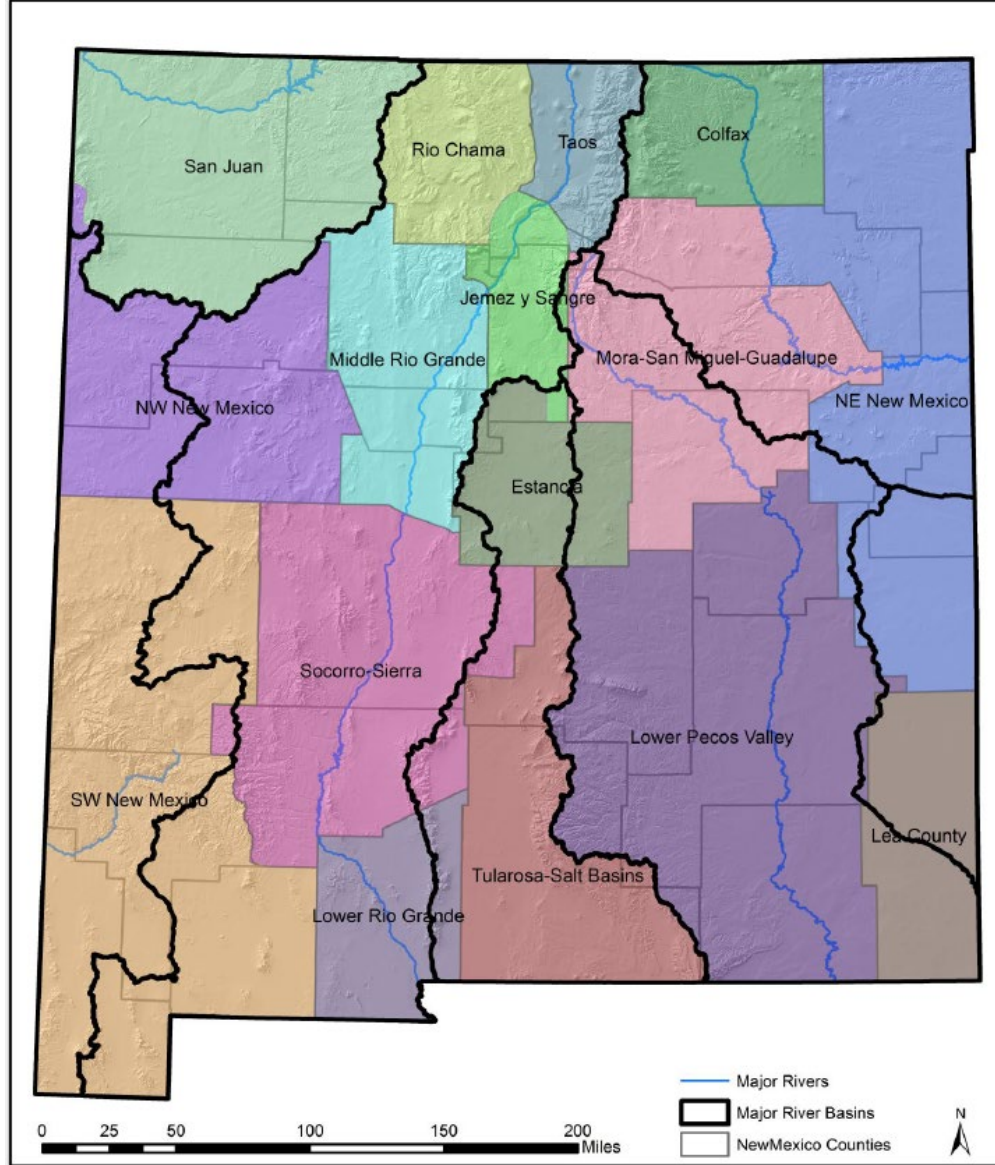 San Juan
Rio Chama
Taos
Colfax
Jemez y Sangre
Middle Rio Grande
Mora-San Miguel-Guadalupe
NW New Mexico
NE New Mexico
Estancia
Socorro-Sierra
Lower Pecos Valley
SW New Mexico
Lea County
Tularosa-Salt Basins
Lower Rio Grande
Major Rivers
Major River Basins
NewMexico Counties
N
0 25 50 100 150 200
Miles